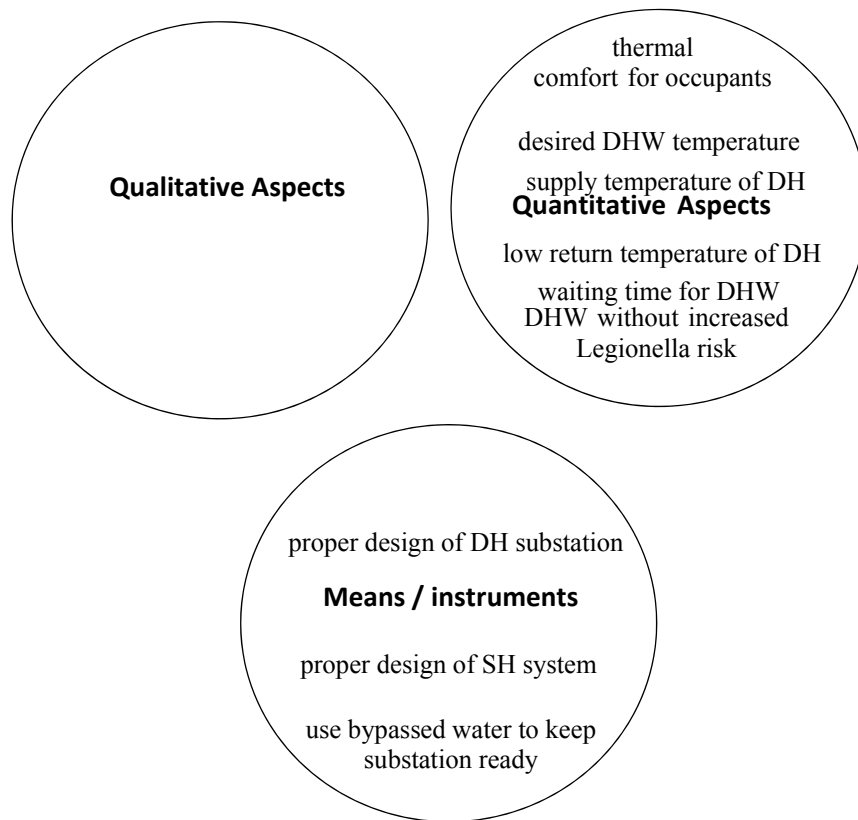 Qualitative Aspects
thermal
comfort for occupants
desired DHW temperature
supply temperature of DH
Quantitative Aspects
low return temperature of DH
waiting time for DHW
DHW without increased
Legionella risk
proper design of DH substation
Means / instruments
proper design of SH system
use bypassed water to keep
substation ready